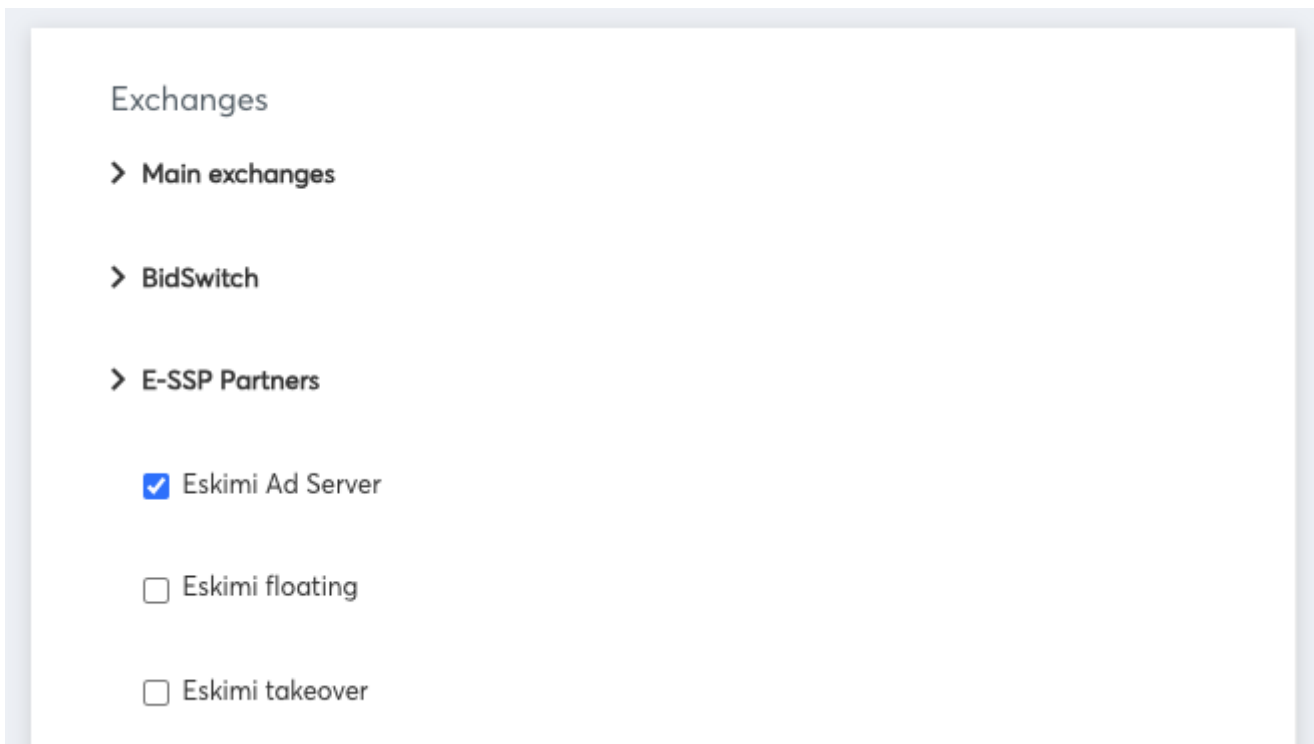 Exchanges
Main exchanges
BidSwitch
E-SSP Partners
Eskimi Ad Server
Eskimi floating
Eskimi takeover